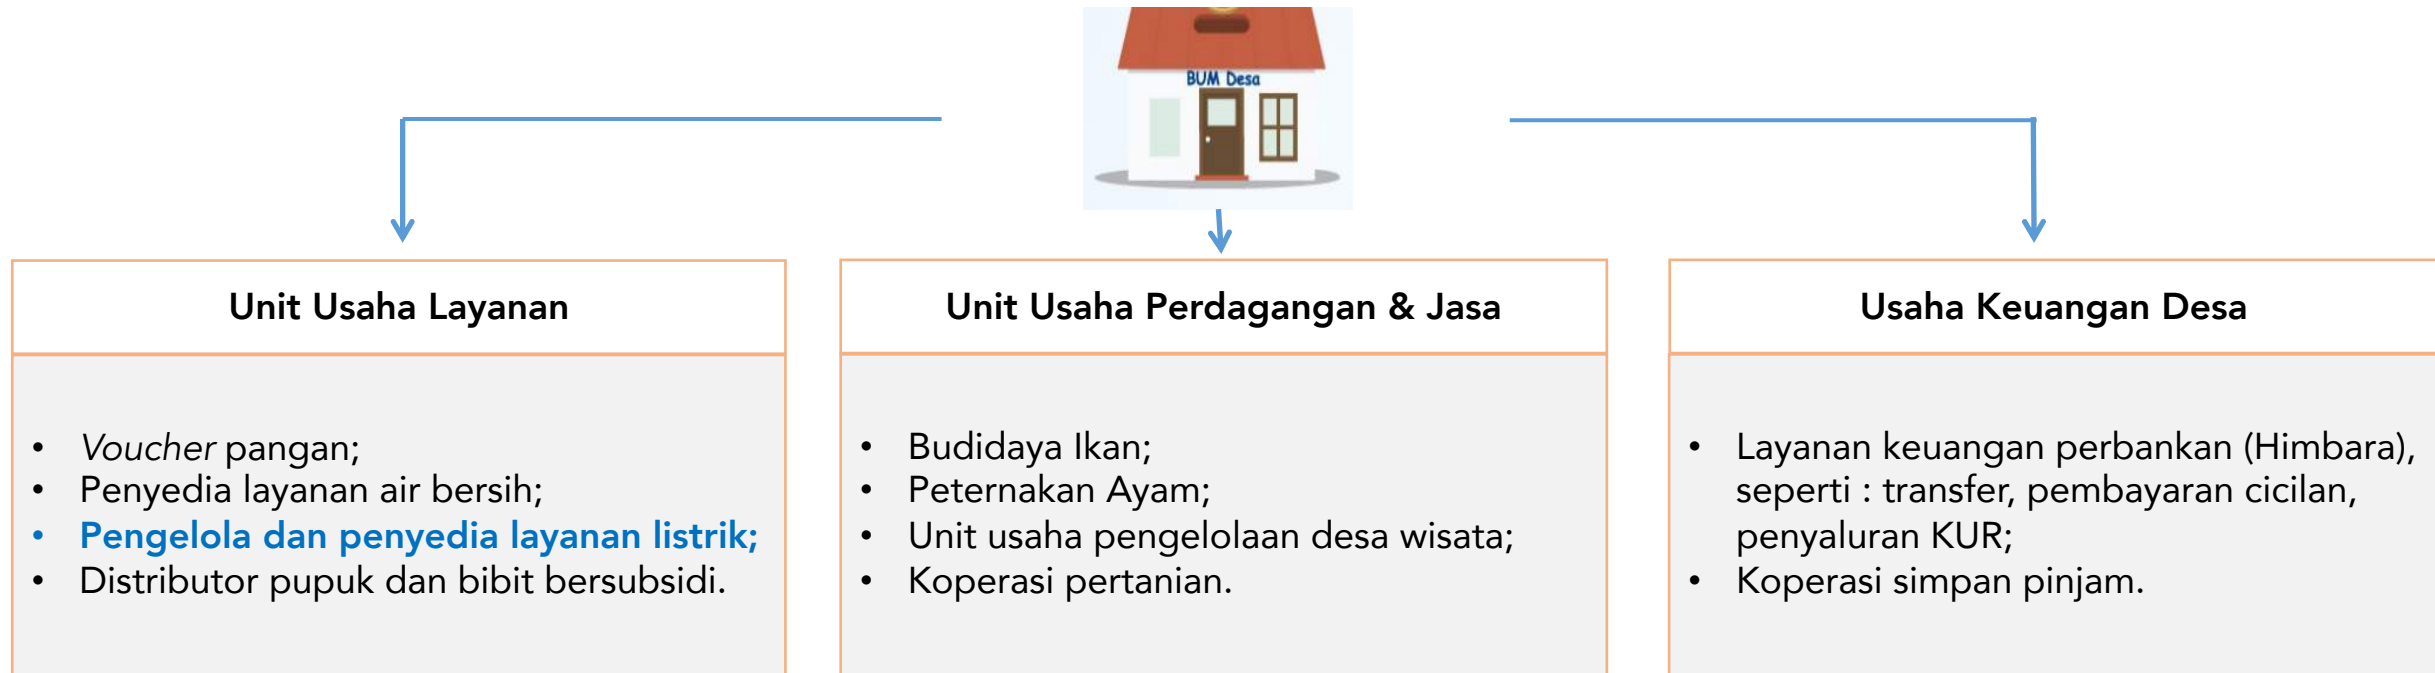 BUM Desa
Unit Usaha Layanan
• Voucher pangan;
• Penyedia layanan air bersih;
• Pengelola dan penyedia layanan listrik;
• Distributor pupuk dan bibit bersubsidi.
Unit Usaha Perdagangan & Jasa
• Budidaya Ikan;
• Peternakan Ayam;
• Unit usaha pengelolaan desa wisata;
• Koperasi pertanian.
Usaha Keuangan Desa
• Layanan keuangan perbankan (Himbara),
seperti : transfer, pembayaran cicilan,
penyaluran KUR;
• Koperasi simpan pinjam.